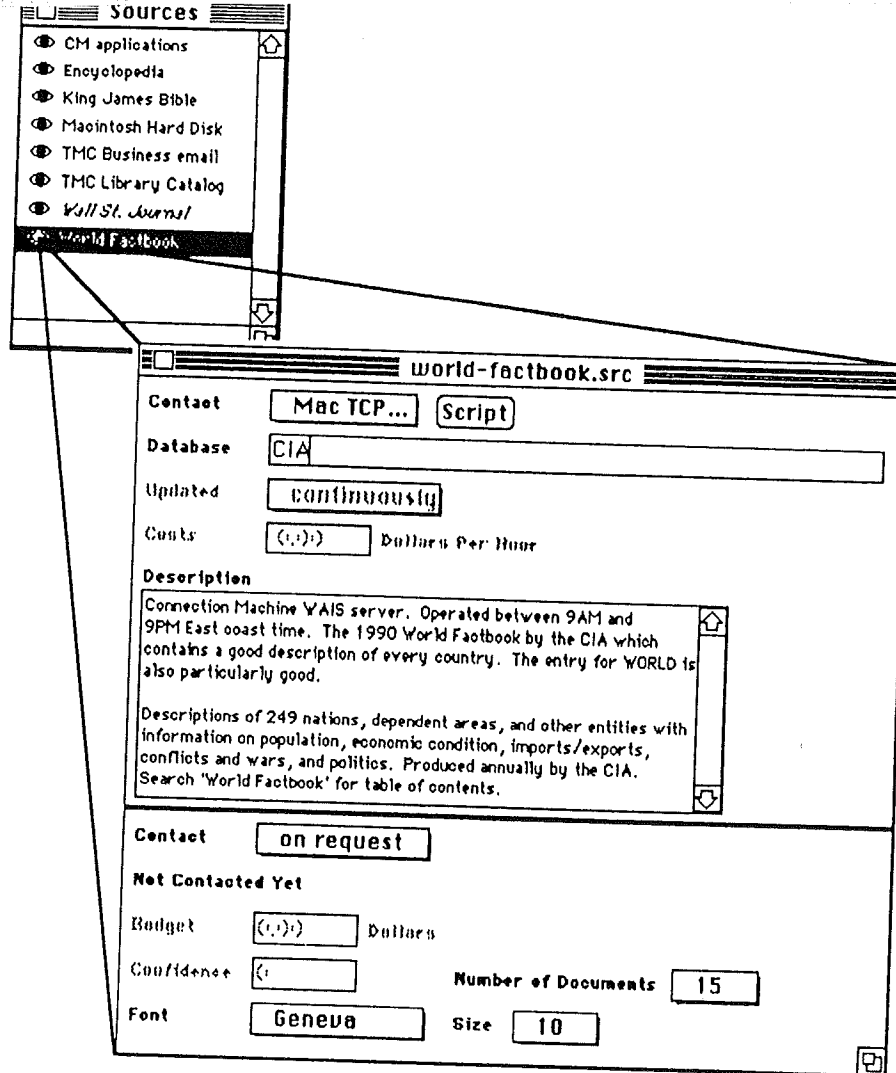 Sources
CM applications
Encyclopedia
King James Bible
Macintosh Hard Disk
TMC Business email
TMC Library Catalog
Wall St. Journal
World Factbook
world-factbook.src
Contact Mac TCP... Script
Database CIA
Updated continuously
Costs Dollars Per Hour
Description
Connection Machine WAIS server. Operated between 9AM and
9PM East coast time. The 1990 World Factbook by the CIA which
contains a good description of every country. The entry for WORLD is
also particularly good.
Descriptions of 249 nations, dependent areas, and other entities with
information on population, economic condition, imports/exports,
conflicts and wars, and politics. Produced annually by the CIA.
Search 'World Factbook' for table of contents.
Contact on request
Not Contacted Yet
Budget Dollars
Confidence
Number of Documents 15
Font Geneva Size 10